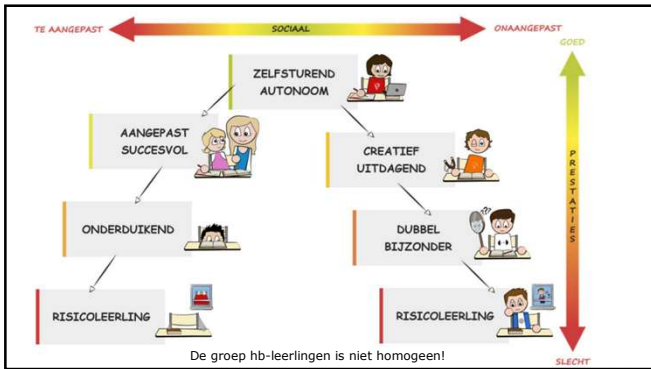 TE AANGEPAST
SOCIAAL
ONAANGEPAST
GOED
ZELFSTUREND
AUTONOOM
AANGEPAST
SUCCESVOL
CREATIEF
UITDAGEND
PRESTATIES
ONDERDUIKEND
DUBBEL
BIJZONDER
RISICOLEERLING
RISICOLEERLING
De groep hb-leerlingen is niet homogeen!
SLECHT